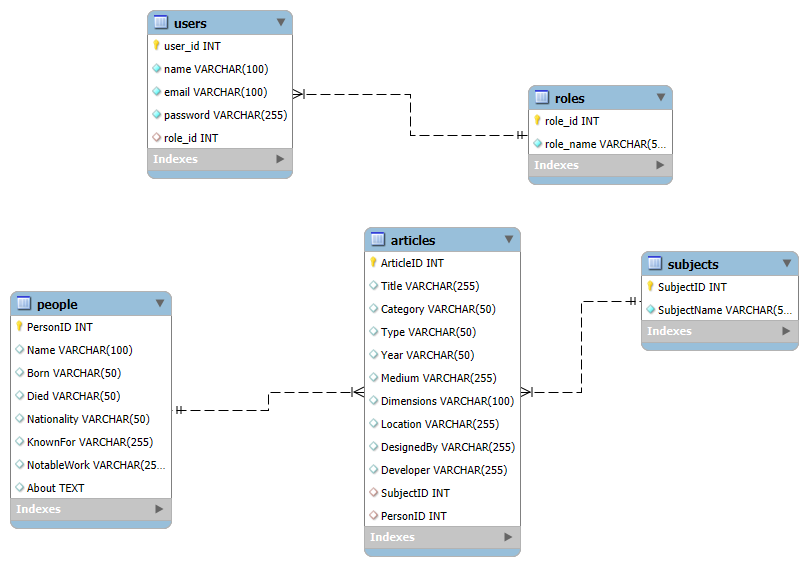 users
user_id INT
name VARCHAR(100)
email VARCHAR(100)
password VARCHAR(255)
role_id INT
Indexes
roles
role_id INT
role_name VARCHAR(5...
Indexes
articles
ArticleID INT
Title VARCHAR(255)
Category VARCHAR(50)
Type VARCHAR(50)
Year VARCHAR(50)
Medium VARCHAR(255)
Dimensions VARCHAR(100)
Location VARCHAR(255)
DesignedBy VARCHAR(255)
Developer VARCHAR(255)
SubjectID INT
PersonID INT
Indexes
subjects
SubjectID INT
SubjectName VARCHAR(5...
Indexes
people
PersonID INT
Name VARCHAR(100)
Born VARCHAR(50)
Died VARCHAR(50)
Nationality VARCHAR(50)
KnownFor VARCHAR(255)
NotableWork VARCHAR(25...
About TEXT
Indexes